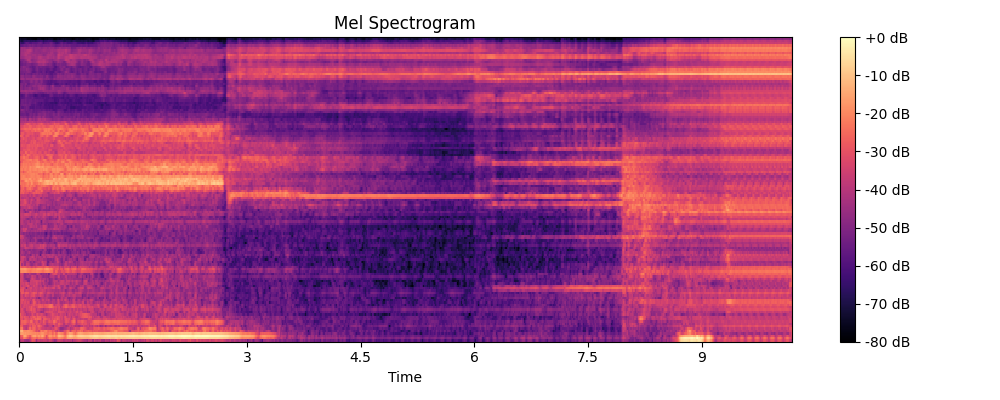 Mel Spectrogram
+0 dB
-10 dB
-20 dB
-30 dB
-40 dB
-50 dB
-60 dB
-70 dB
-80 dB
0 1.5 3 4.5 6 7.5 9
Time